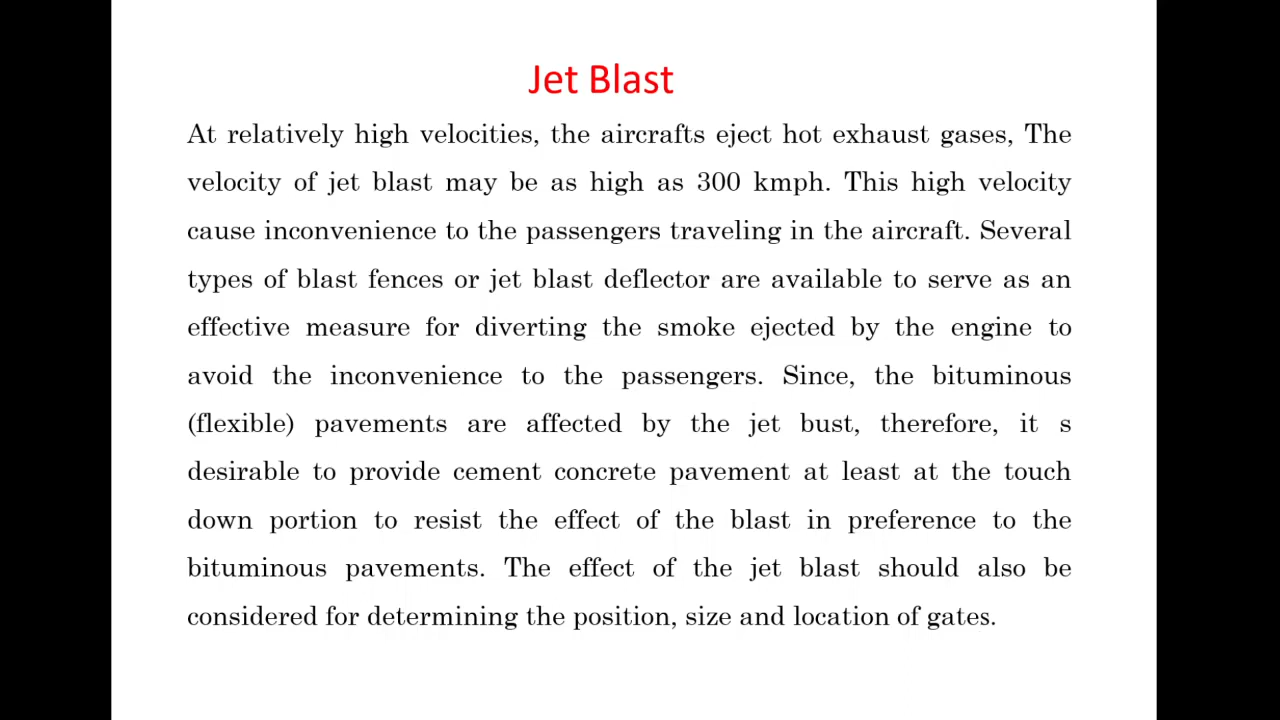 Jet Blast
At relatively high velocities, the aircrafts eject hot exhaust gases, The
velocity of jet blast may be as high as 300 kmph. This high velocity
cause inconvenience to the passengers traveling in the aircraft. Several
types of blast fences or jet blast deflector are available to serve as an
effective measure for diverting the smoke ejected by the engine to
avoid the inconvenience to the passengers. Since, the bituminous
(flexible) pavements are affected by the jet bust, therefore, it s
desirable to provide cement concrete pavement at least at the touch
down portion to resist the effect of the blast in preference to the
bituminous pavements. The effect of the jet blast should also be
considered for determining the position, size and location of gates.